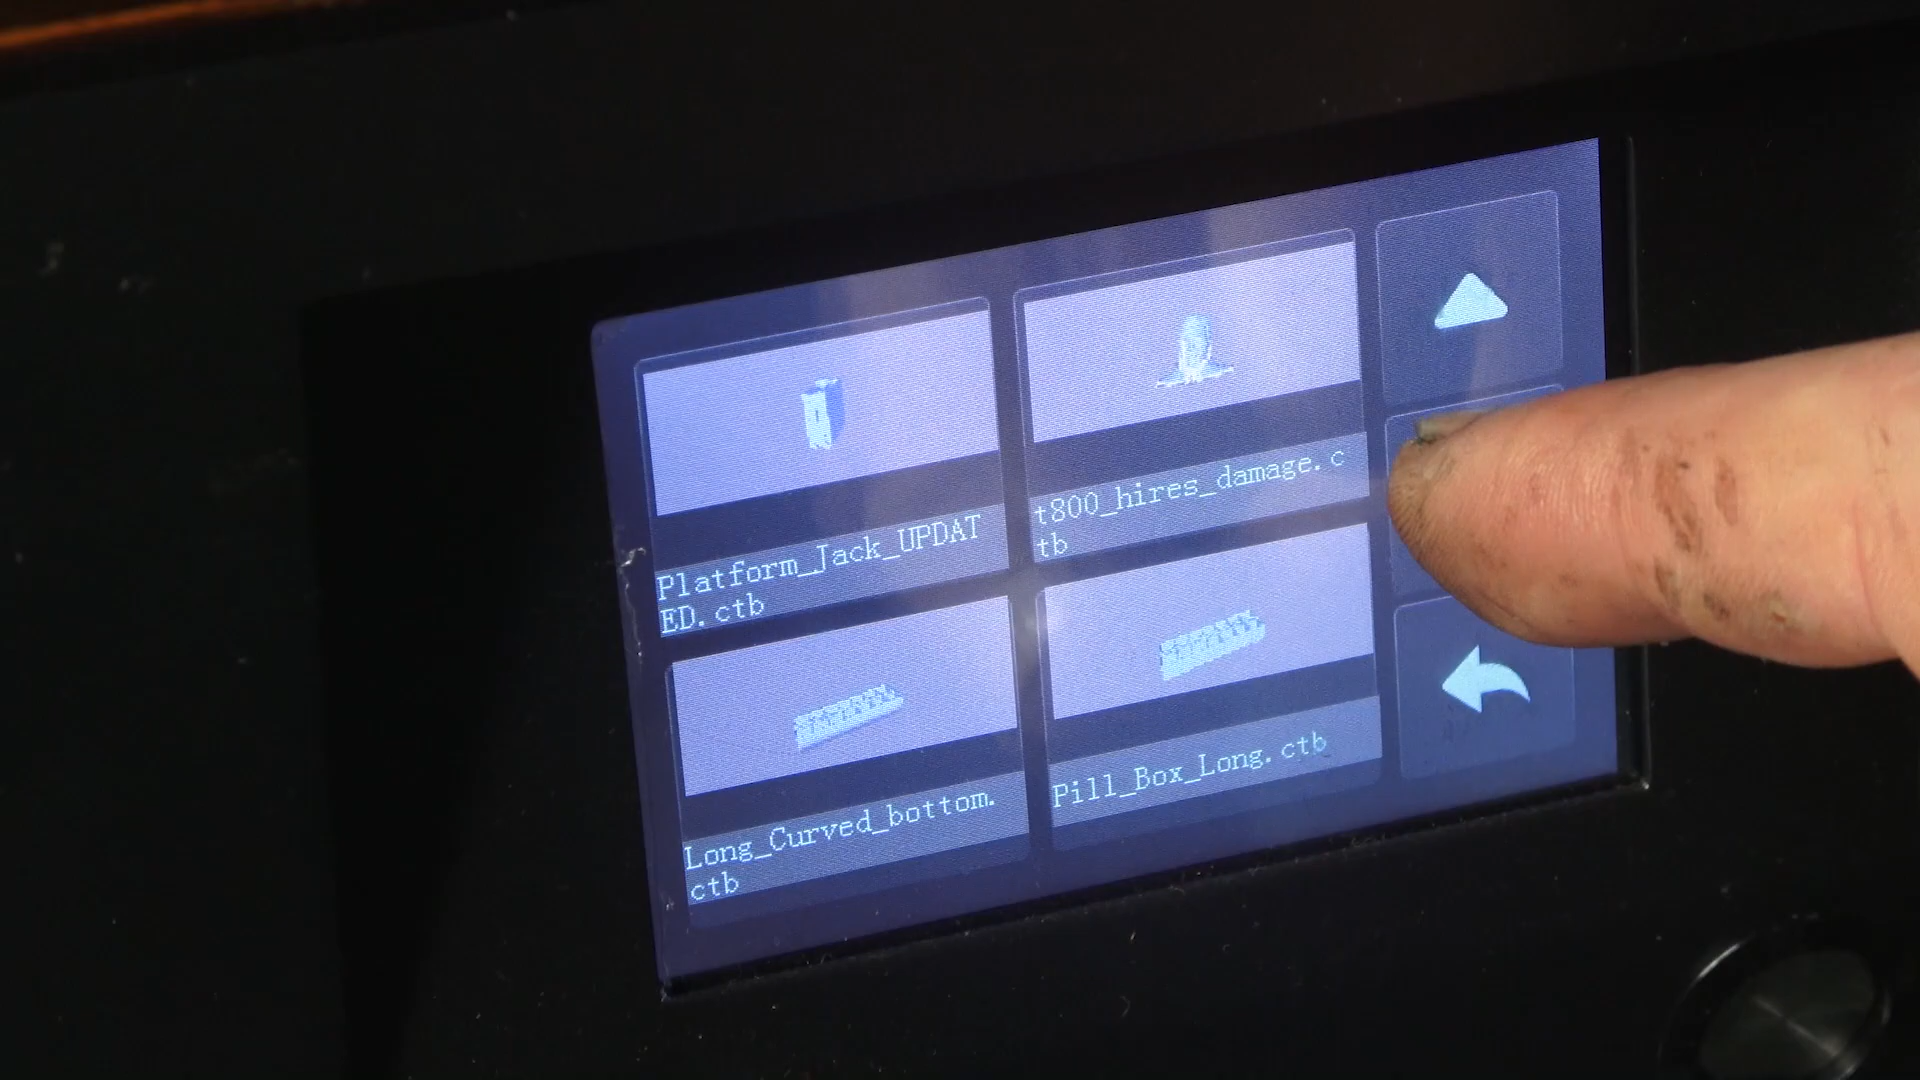 Platform_Jack_UPDAT
ED.ctb
t800_hires_damage.c
tb
Long_Curved_bottom.
ctb
Pill_Box_Long.ctb